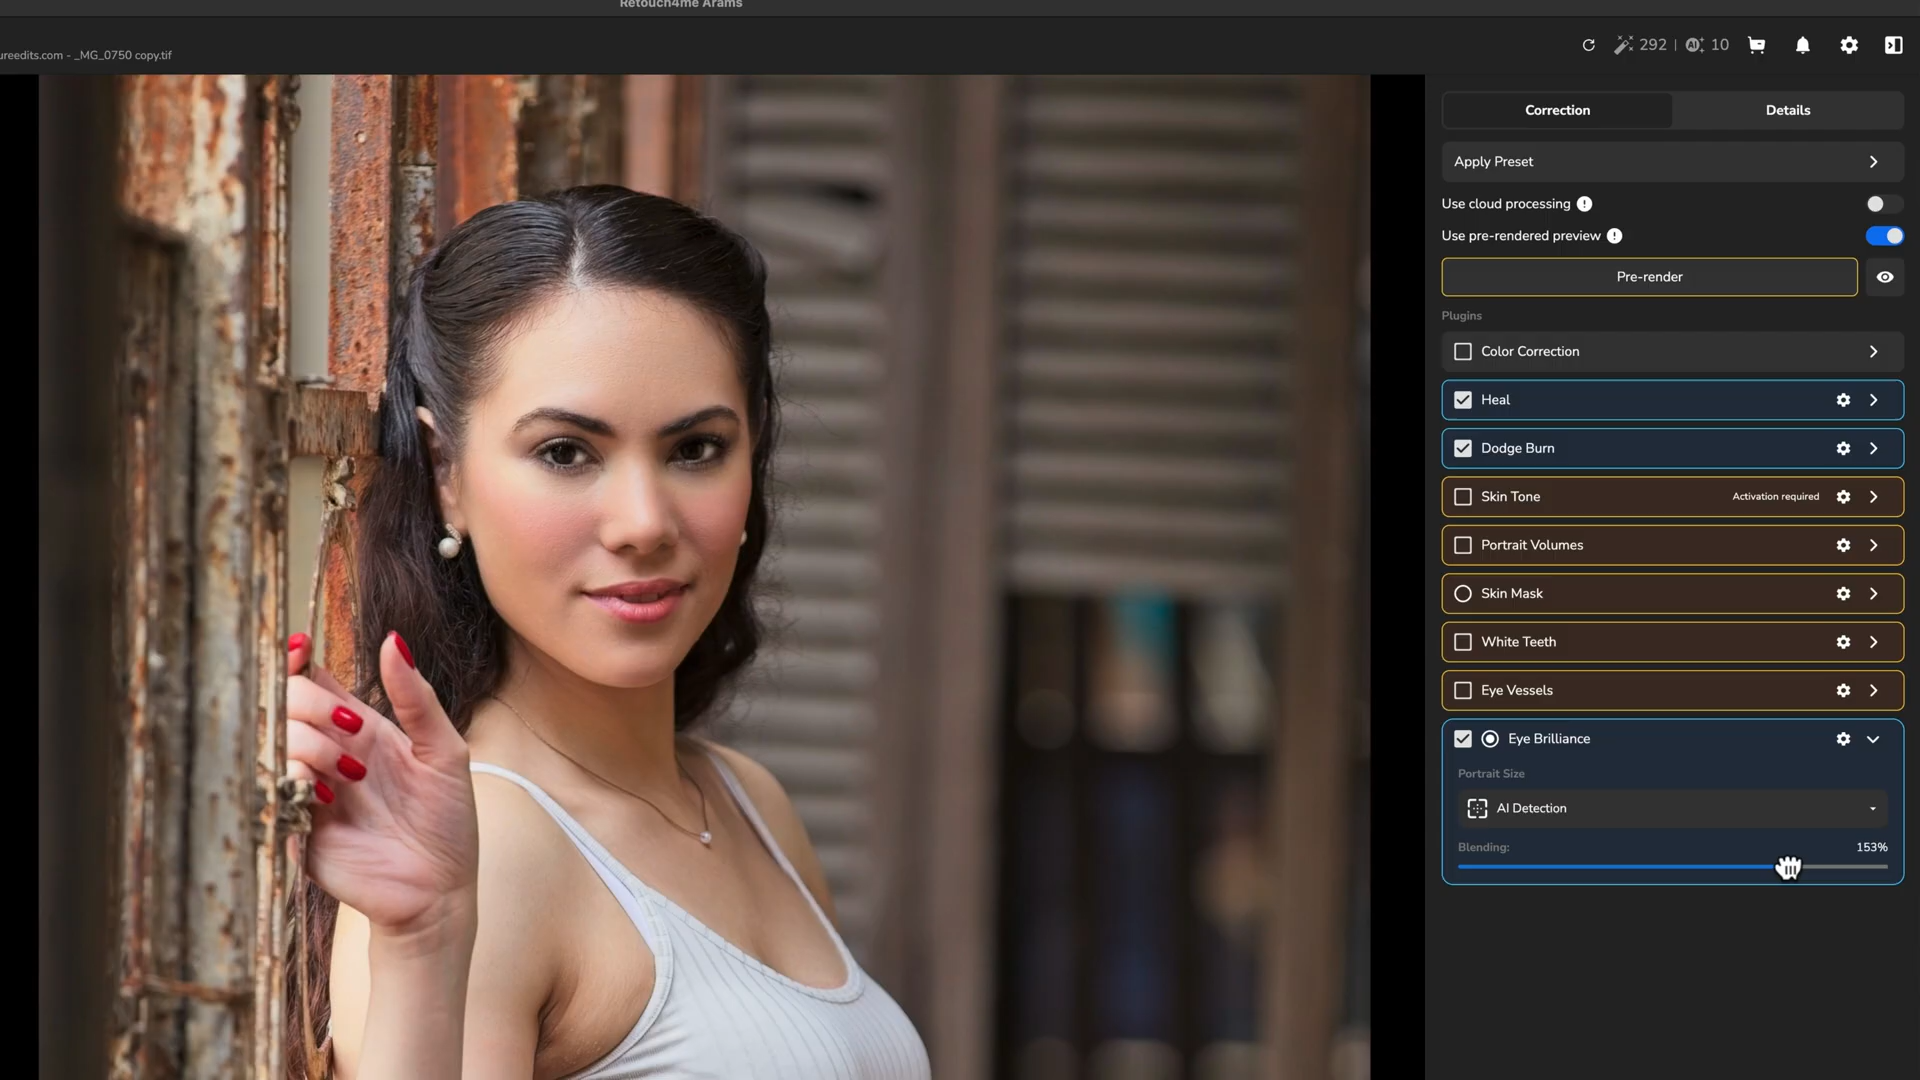 Retouch4me Arams
ureedits.com - _MG_0750 copy.tif
292 | AI 10
Correction
Details
Apply Preset
Use cloud processing
Use pre-rendered preview
Pre-render
Plugins
Color Correction
Heal
Dodge Burn
Skin Tone
Activation required
Portrait Volumes
Skin Mask
White Teeth
Eye Vessels
Eye Brilliance
Portrait Size
AI Detection
Blending:
153%